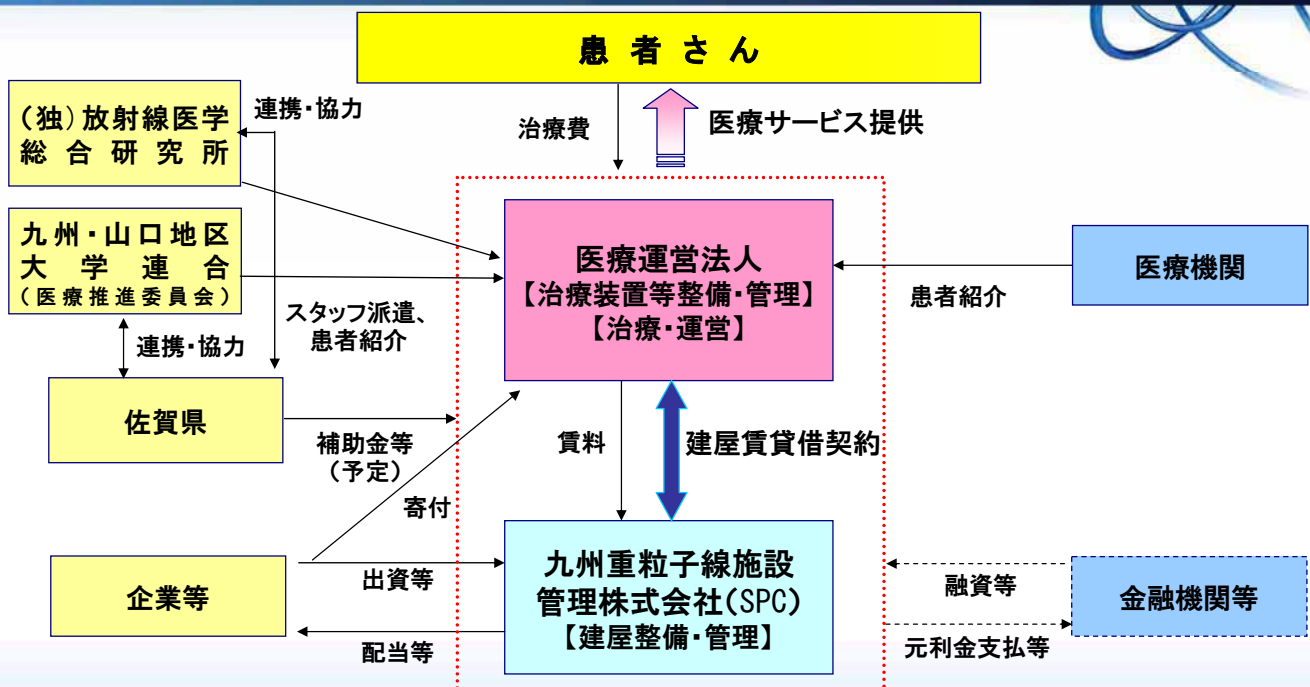 患者さん
(独)放射線医学
総合研究所
連携・協力
治療費
医療サービス提供
九州・山口地区
大学連合
(医療推進委員会)
医療運営法人
【治療装置等整備・管理】
【治療・運営】
医療機関
患者紹介
スタッフ派遣、
患者紹介
連携・協力
佐賀県
補助金等
(予定)
賃料
建屋賃貸借契約
寄付
企業等
出資等
配当等
九州重粒子線施設
管理株式会社(SPC)
【建屋整備・管理】
融資等
元利金支払等
金融機関等